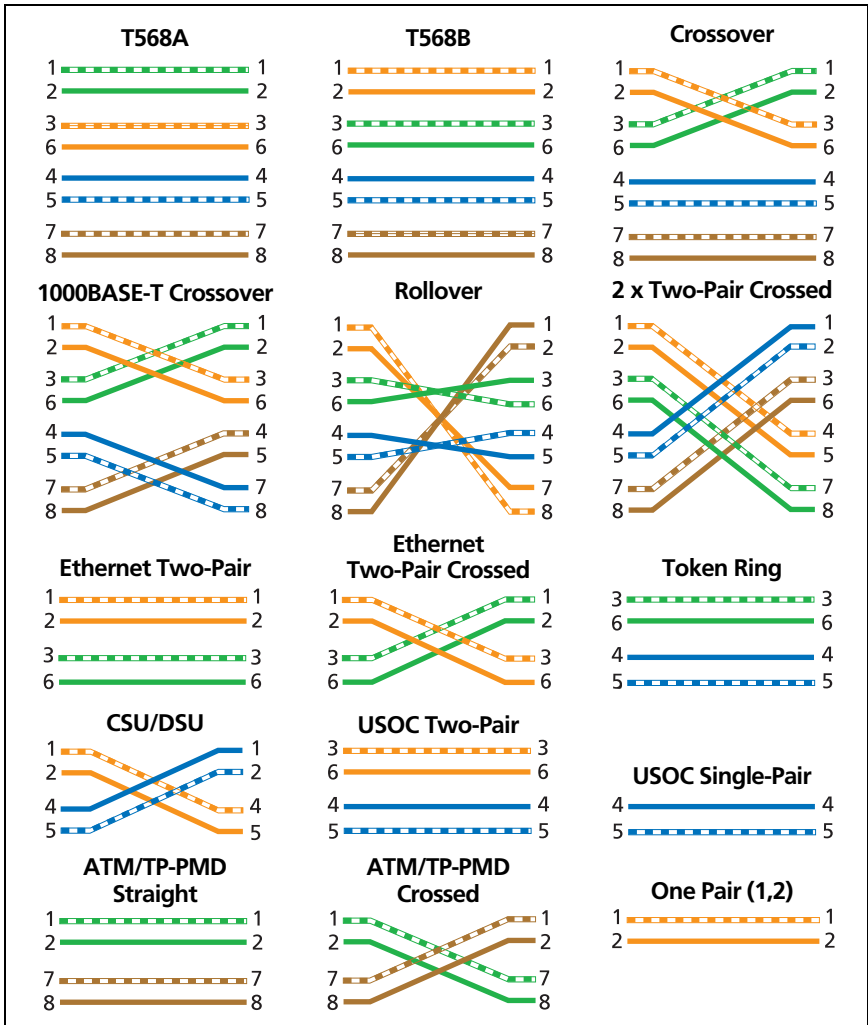 T568A T568B Crossover
1 1 1 1 1 1
2 2 2 2 2 2
3 3 3 3 3 3
6 6 6 6 6 6
4 4 4 4 4 4
5 5 5 5 5 5
7 7 7 7 7 7
8 8 8 8 8 8
1000BASE-T Crossover Rollover 2 x Two-Pair Crossed
1 1 1 1 1 1
2 2 2 2 2 2
3 3 3 3 3 3
6 6 6 6 6 6
4 4 4 4 4 4
5 5 5 5 5 5
7 7 7 7 7 7
8 8 8 8 8 8
Ethernet Two-Pair Ethernet Token Ring
Two-Pair Crossed
1 1 1 1 3 3
2 2 2 2 6 6
3 3 3 3 4 4
6 6 6 6 5 5
CSU/DSU USOC Two-Pair USOC Single-Pair
1 1 3 3 4 4
2 2 6 6 5 5
4 4 4 4
5 5 5 5
ATM/TP-PMD ATM/TP-PMD One Pair (1,2)
Straight Crossed
1 1 1 1 1 1
2 2 2 2 2 2
7 7 7 7
8 8 8 8